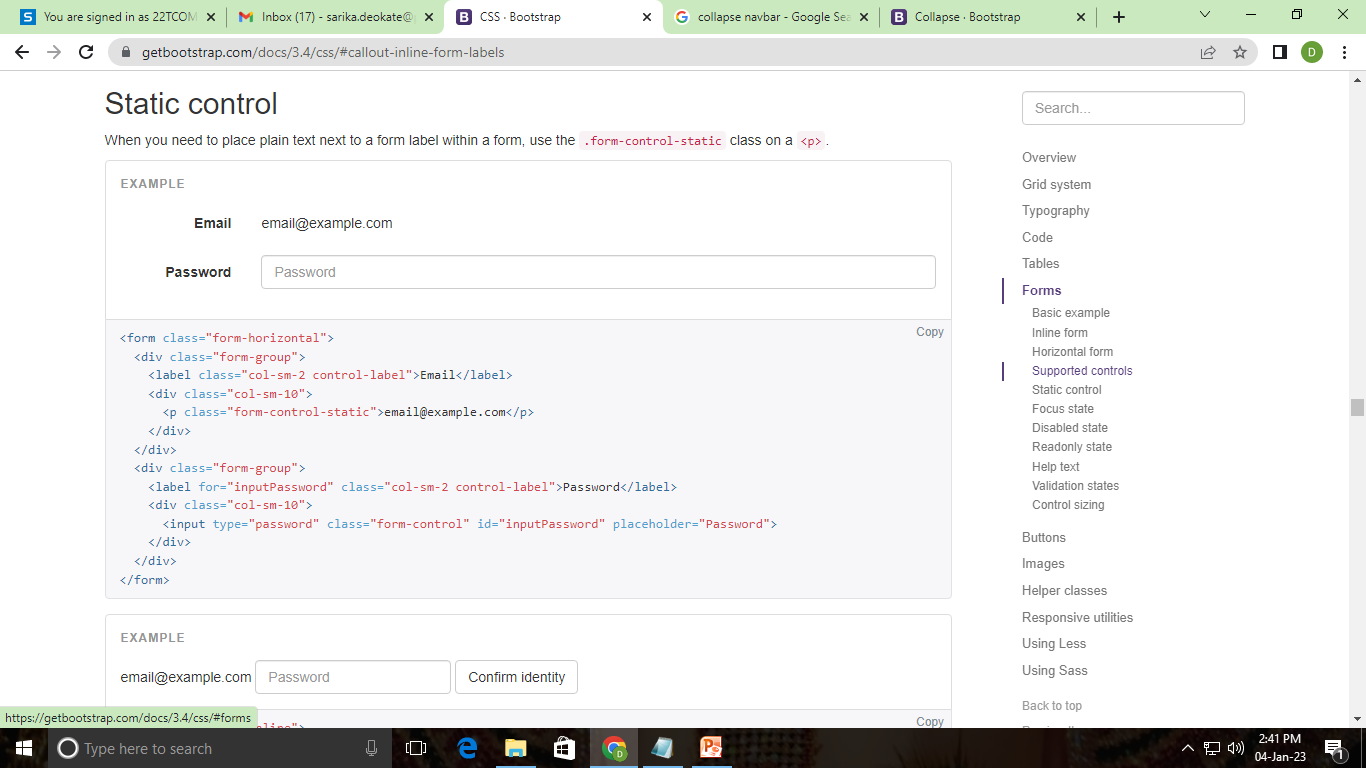 You are signed in as 22TCOM
Inbox (17) - sarika.deokate@
CSS · Bootstrap
collapse navbar - Google Sea
Collapse · Bootstrap
getbootstrap.com/docs/3.4/css/#callout-inline-form-labels
D
Static control
When you need to place plain text next to a form label within a form, use the .form-control-static class on a <p> .
EXAMPLE
Email email@example.com
Password Password
Copy
<form class="form-horizontal">
<div class="form-group">
<label class="col-sm-2 control-label">Email</label>
<div class="col-sm-10">
<p class="form-control-static">email@example.com</p>
</div>
</div>
<div class="form-group">
<label for="inputPassword" class="col-sm-2 control-label">Password</label>
<div class="col-sm-10">
<input type="password" class="form-control" id="inputPassword" placeholder="Password">
</div>
</div>
</form>
EXAMPLE
email@example.com Password Confirm identity
Copy
Search...
Overview
Grid system
Typography
Code
Tables
Forms
Basic example
Inline form
Horizontal form
Supported controls
Static control
Focus state
Disabled state
Readonly state
Help text
Validation states
Control sizing
Buttons
Images
Helper classes
Responsive utilities
Using Less
Using Sass
Back to top
https://getbootstrap.com/docs/3.4/css/#forms
Type here to search
2:41 PM
04-Jan-23
1